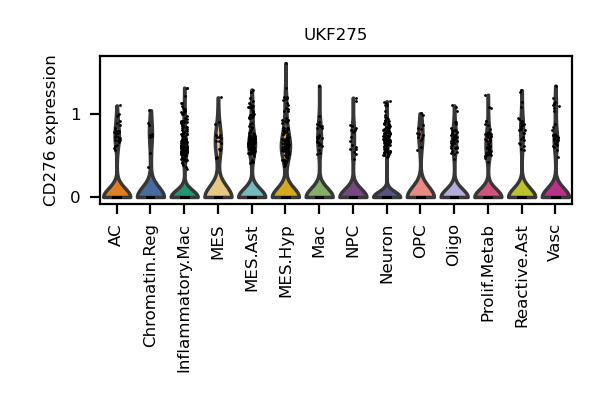 UKF275
CD276 expression
1
0
AC
Chromatin.Reg
Inflammatory.Mac
MES
MES.Ast
MES.Hyp
Mac
NPC
Neuron
OPC
Oligo
Prolif.Metab
Reactive.Ast
Vasc